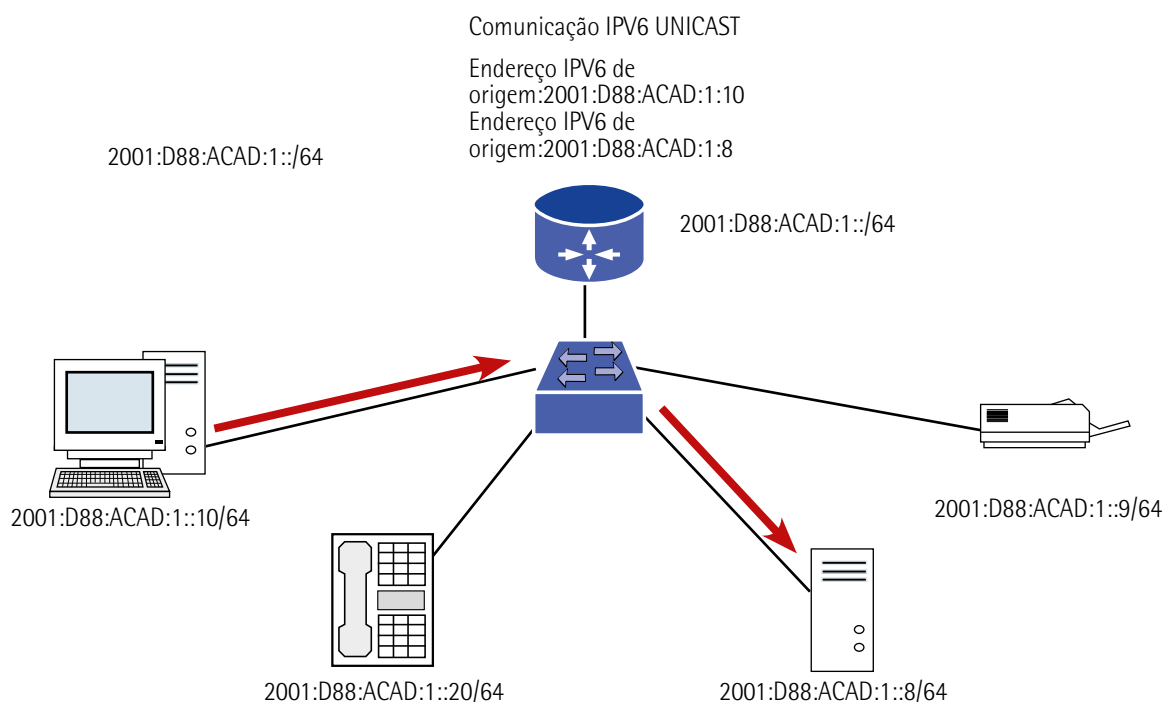 Comunicação IPV6 UNICAST
Endereço IPV6 de
origem:2001:D88:ACAD:1:10
Endereço IPV6 de
origem:2001:D88:ACAD:1:8
2001:D88:ACAD:1::/64
2001:D88:ACAD:1::/64
2001:D88:ACAD:1::10/64
2001:D88:ACAD:1::9/64
2001:D88:ACAD:1::20/64
2001:D88:ACAD:1::8/64